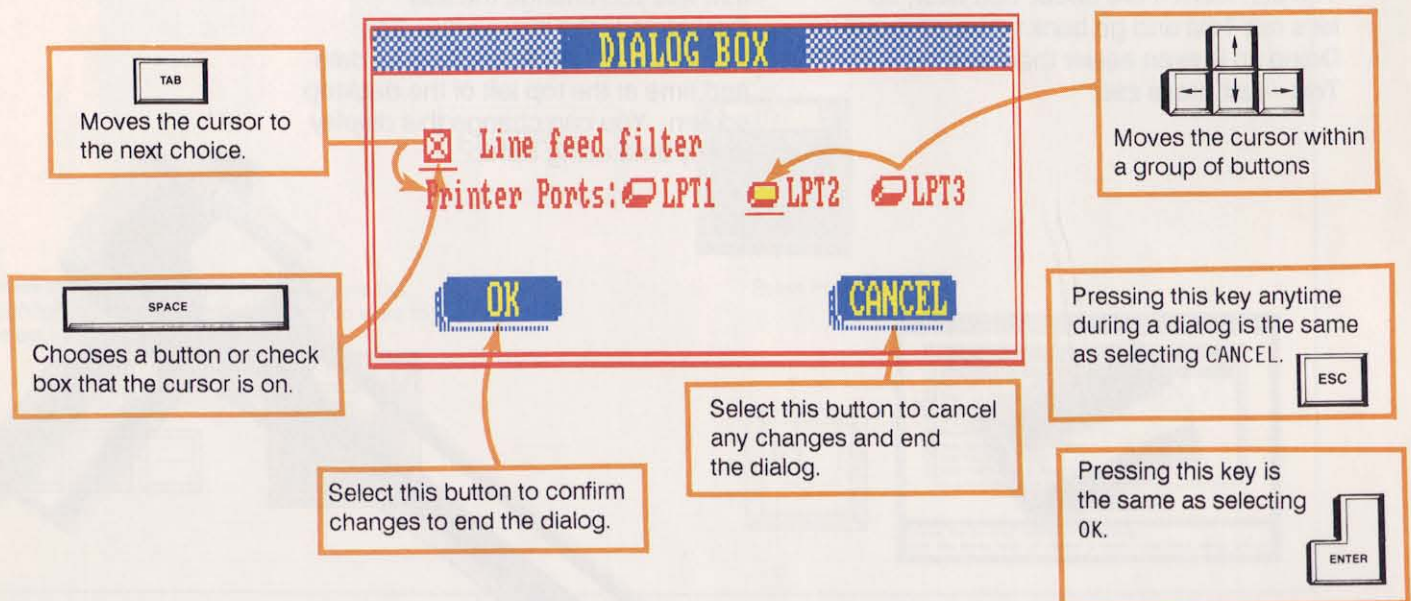 DIALOG BOX
TAB
Moves the cursor to
the next choice.
Line feed filter
Printer Ports: LPT1 LPT2 LPT3
Moves the cursor within
a group of buttons
SPACE
Chooses a button or check
box that the cursor is on.
OK
CANCEL
Pressing this key anytime
during a dialog is the same
as selecting CANCEL.
ESC
Select this button to confirm
changes to end the dialog.
Select this button to cancel
any changes and end
the dialog.
Pressing this key is
the same as selecting
OK.
ENTER